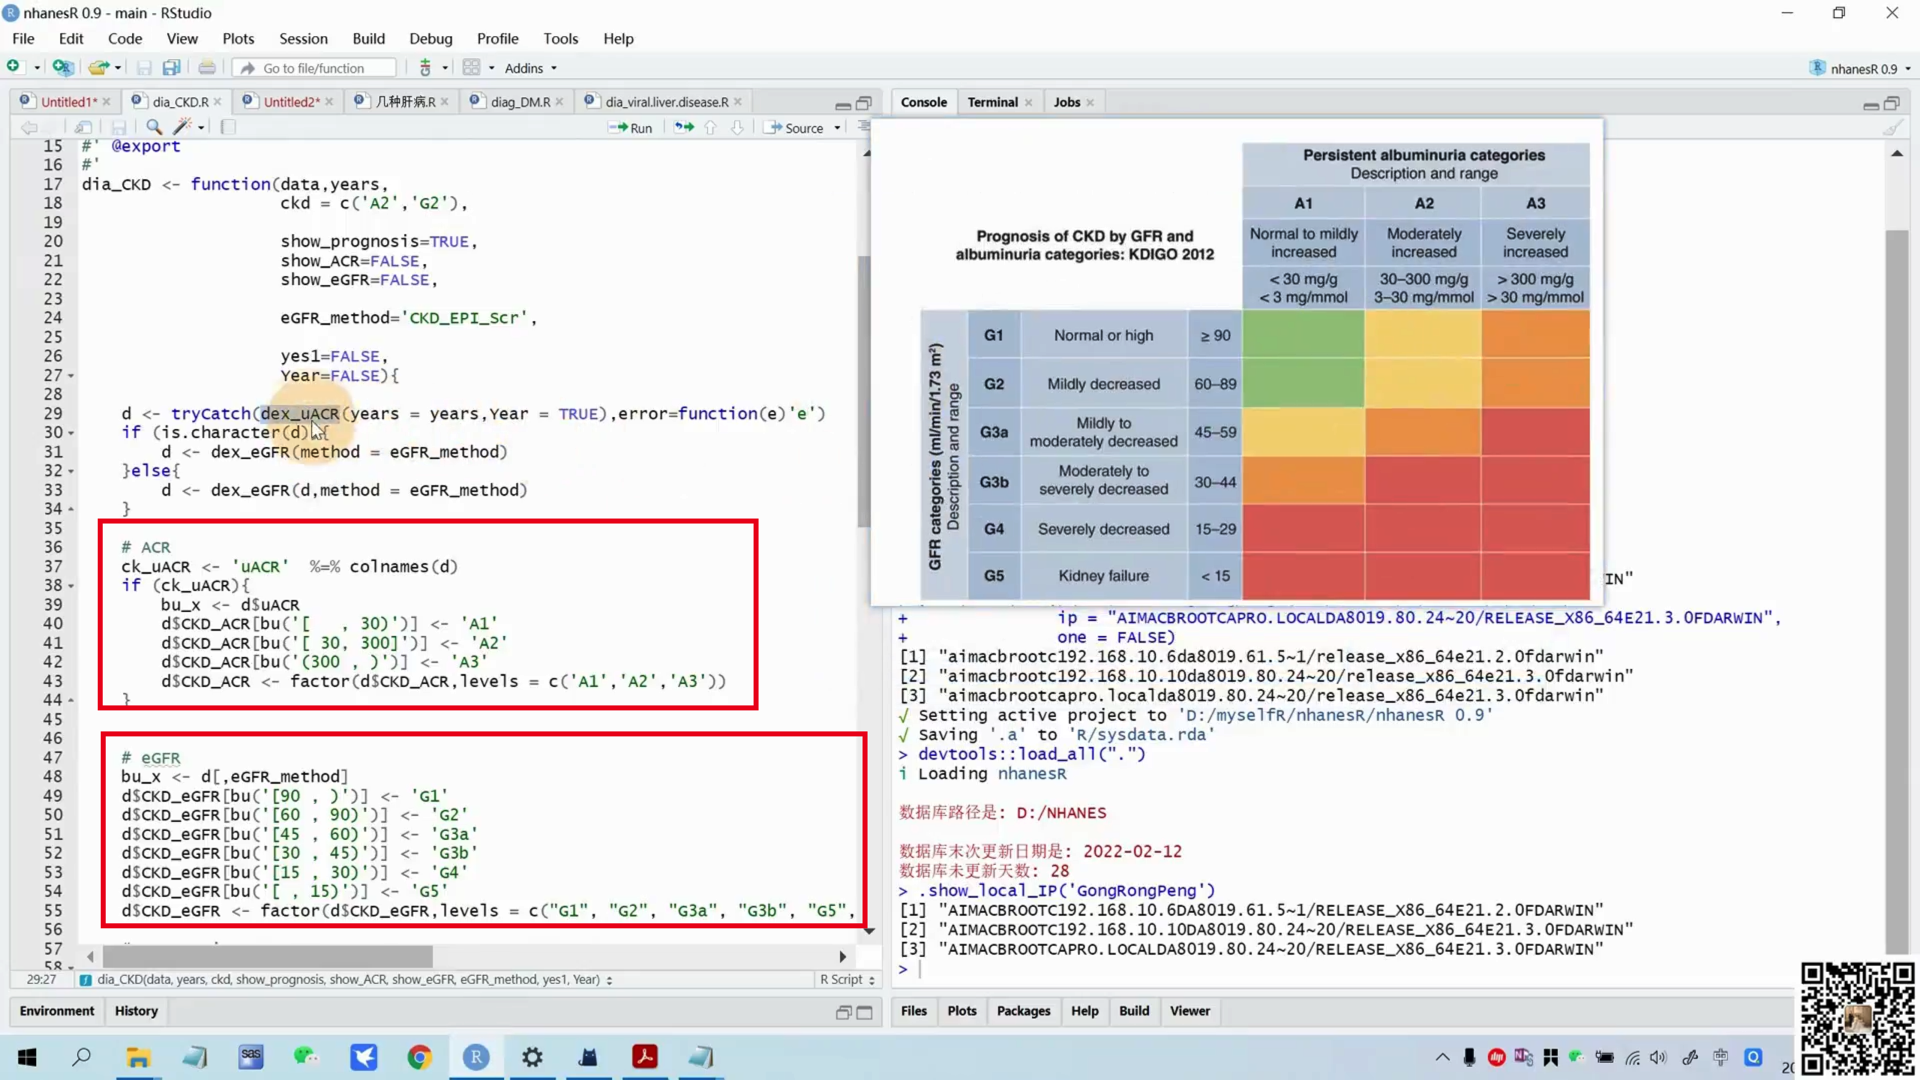 nhanesR 0.9 - main - RStudio
File Edit Code View Plots Session Build Debug Profile Tools Help
Go to file/function Addins nhanesR 0.9
Untitled1* dia_CKD.R Untitled2* 几种肝病.R diag_DM.R dia_viral.liver.disease.R
Run Source
15 #' @export
16 #'
17 dia_CKD <- function(data,years,
18 ckd = c('A2','G2'),
19
20 show_prognosis=TRUE,
21 show_ACR=FALSE,
22 show_eGFR=FALSE,
23
24 eGFR_method='CKD_EPI_Scr',
25
26 yes1=FALSE,
27 Year=FALSE){
28
29 d <- tryCatch(dex_uACR(years = years,Year = TRUE),error=function(e)'e')
30 if (is.character(d)){
31 d <- dex_eGFR(method = eGFR_method)
32 }else{
33 d <- dex_eGFR(d,method = eGFR_method)
34 }
35
36 # ACR
37 ck_uACR <- 'uACR' %=% colnames(d)
38 if (ck_uACR){
39 bu_x <- d$uACR
40 d$CKD_ACR[bu('[ , 30)')] <- 'A1'
41 d$CKD_ACR[bu('[ 30, 300]')] <- 'A2'
42 d$CKD_ACR[bu('(300 , )')] <- 'A3'
43 d$CKD_ACR <- factor(d$CKD_ACR,levels = c('A1','A2','A3'))
44 }
45
46
47 # eGFR
48 bu_x <- d[,eGFR_method]
49 d$CKD_eGFR[bu('[90 , )')] <- 'G1'
50 d$CKD_eGFR[bu('[60 , 90)')] <- 'G2'
51 d$CKD_eGFR[bu('[45 , 60)')] <- 'G3a'
52 d$CKD_eGFR[bu('[30 , 45)')] <- 'G3b'
53 d$CKD_eGFR[bu('[15 , 30)')] <- 'G4'
54 d$CKD_eGFR[bu('[ , 15)')] <- 'G5'
55 d$CKD_eGFR <- factor(d$CKD_eGFR,levels = c("G1", "G2", "G3a", "G3b", "G5",
56
57
58
29:27 dia_CKD(data, years, ckd, show_prognosis, show_ACR, show_eGFR, eGFR_method, yes1, Year) R Script
Environment History
Console Terminal Jobs
Persistent albuminuria categories
Description and range
A1 A2 A3
Prognosis of CKD by GFR and
albuminuria categories: KDIGO 2012
Normal to mildly increased
Moderately increased
Severely increased
< 30 mg/g
< 3 mg/mmol
30–300 mg/g
3–30 mg/mmol
> 300 mg/g
> 30 mg/mmol
GFR categories (ml/min/1.73 m²)
Description and range
G1 Normal or high ≥ 90
G2 Mildly decreased 60–89
G3a Mildly to moderately decreased 45–59
G3b Moderately to severely decreased 30–44
G4 Severely decreased 15–29
G5 Kidney failure < 15
IN"
+ ip = "AIMACBROOTCAPRO.LOCALDA8019.80.24~20/RELEASE_X86_64E21.3.0FDARWIN",
+ one = FALSE)
[1] "aimacbrootc192.168.10.6da8019.61.5~1/release_x86_64e21.2.0fdarwin"
[2] "aimacbrootc192.168.10.10da8019.80.24~20/release_x86_64e21.3.0fdarwin"
[3] "aimacbrootcapro.localda8019.80.24~20/release_x86_64e21.3.0fdarwin"
√ Setting active project to 'D:/myselfR/nhanesR/nhanesR 0.9'
√ Saving '.a' to 'R/sysdata.rda'
> devtools::load_all(".")
i Loading nhanesR
数据库路径是: D:/NHANES
数据库末次更新日期是: 2022-02-12
数据库未更新天数: 28
> .show_local_IP('GongRongPeng')
[1] "AIMACBROOTC192.168.10.6DA8019.61.5~1/RELEASE_X86_64E21.2.0FDARWIN"
[2] "AIMACBROOTC192.168.10.10DA8019.80.24~20/RELEASE_X86_64E21.3.0FDARWIN"
[3] "AIMACBROOTCAPRO.LOCALDA8019.80.24~20/RELEASE_X86_64E21.3.0FDARWIN"
>
Files Plots Packages Help Build Viewer